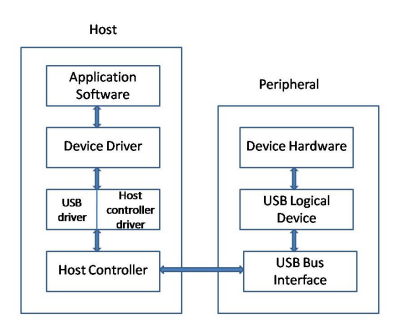 Host
Application
Software
Device Driver
USB
driver
Host
controller
driver
Host Controller
Peripheral
Device Hardware
USB Logical
Device
USB Bus
Interface